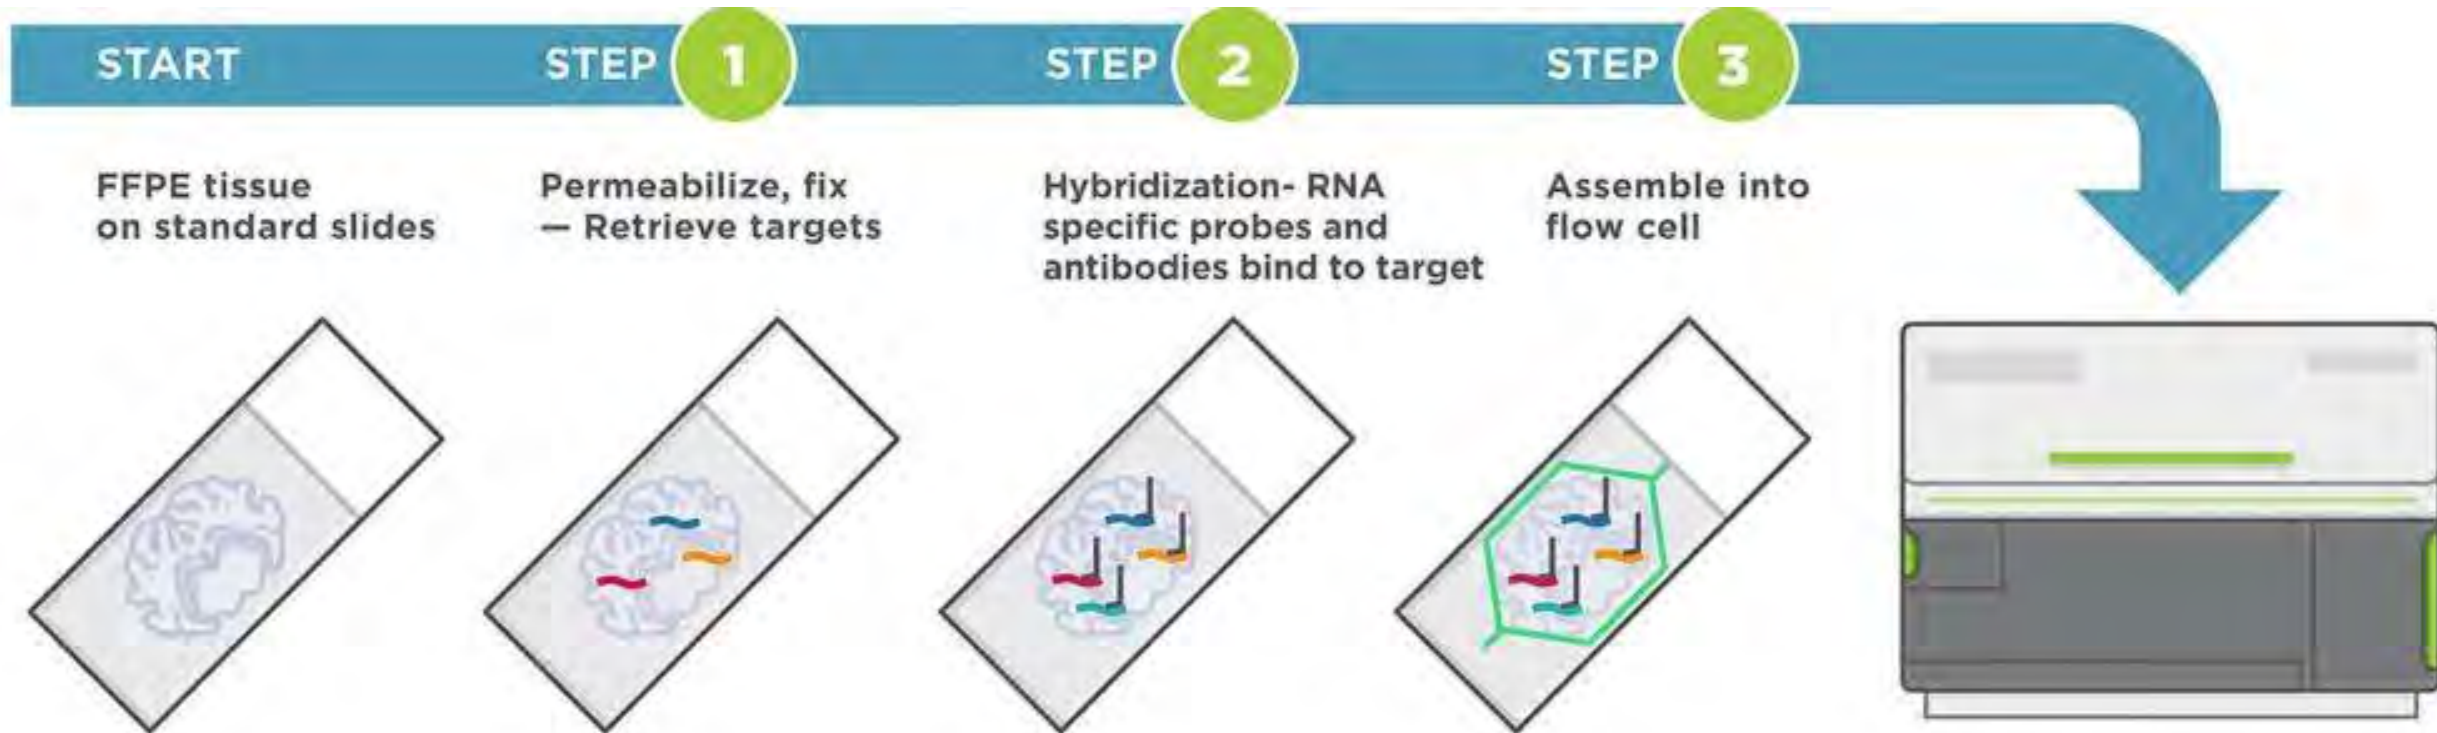 START
STEP 1
STEP 2
STEP 3
FFPE tissue
on standard slides
Permeabilize, fix
— Retrieve targets
Hybridization- RNA
specific probes and
antibodies bind to target
Assemble into
flow cell